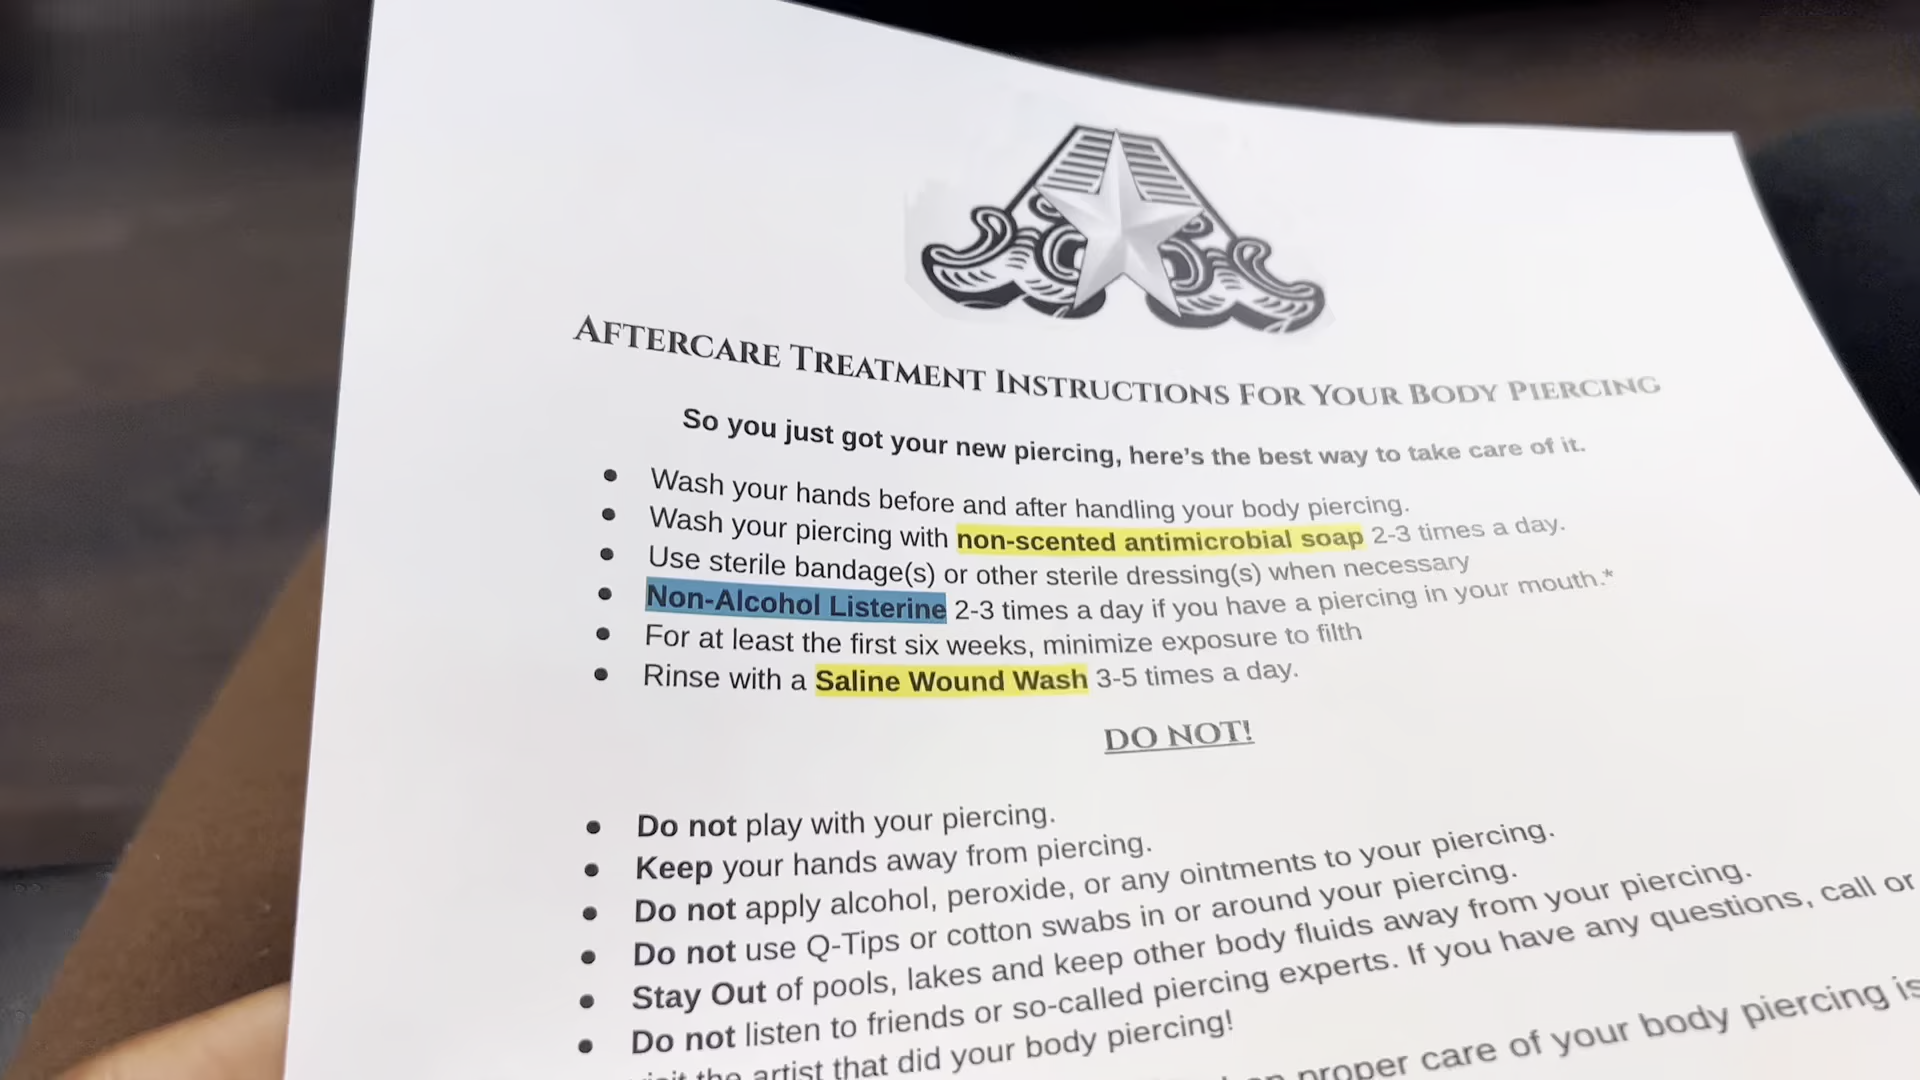 AFTERCARE TREATMENT INSTRUCTIONS FOR YOUR BODY PIERCING
So you just got your new piercing, here's the best way to take care of it.
• Wash your hands before and after handling your body piercing.
• Wash your piercing with non-scented antimicrobial soap 2-3 times a day.
• Use sterile bandage(s) or other sterile dressing(s) when necessary
• Non-Alcohol Listerine 2-3 times a day if you have a piercing in your mouth.*
• For at least the first six weeks, minimize exposure to filth
• Rinse with a Saline Wound Wash 3-5 times a day.
DO NOT!
• Do not play with your piercing.
• Keep your hands away from piercing.
• Do not apply alcohol, peroxide, or any ointments to your piercing.
• Do not use Q-Tips or cotton swabs in or around your piercing.
• Stay Out of pools, lakes and keep other body fluids away from your piercing.
• Do not listen to friends or so-called piercing experts. If you have any questions, call or
visit the artist that did your body piercing!
proper care of your body piercing is